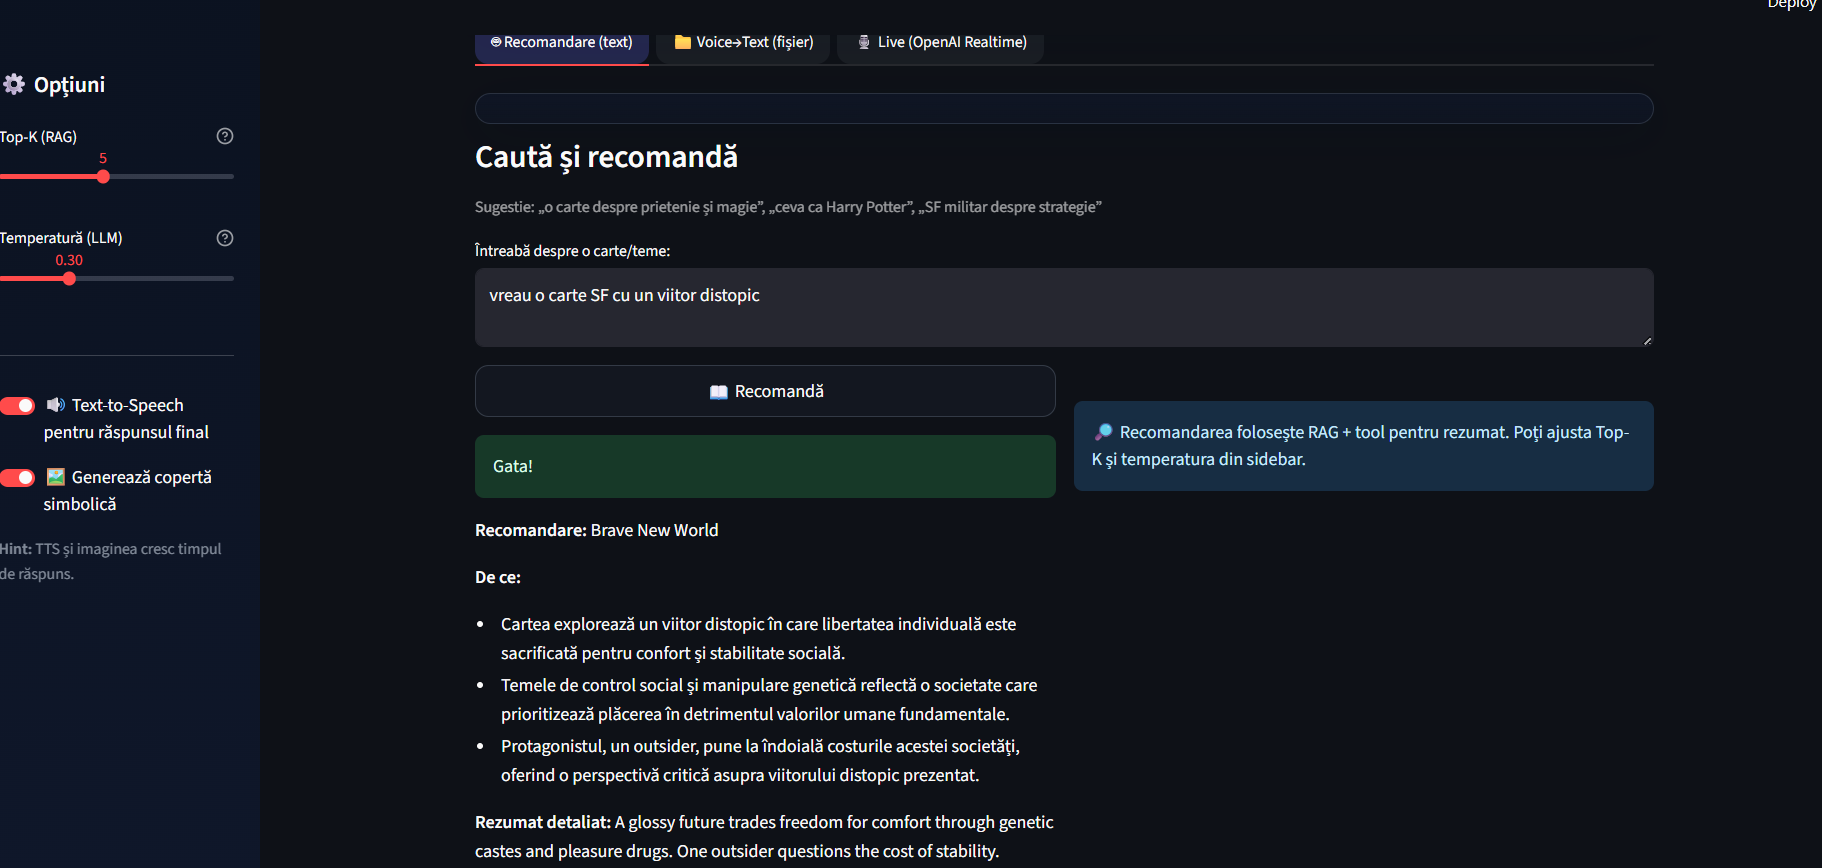 Deploy
Opțiuni
Top-K (RAG)
5
Temperatură (LLM)
0.30
Text-to-Speech
pentru răspunsul final
Generează copertă
simbolică
Hint: TTS și imaginea cresc timpul
de răspuns.
Recomandare (text)
Voice→Text (fișier)
Live (OpenAI Realtime)
Caută și recomandă
Sugestie: „o carte despre prietenie și magie”, „ceva ca Harry Potter”, „SF militar despre strategie”
Întreabă despre o carte/teme:
vreau o carte SF cu un viitor distopic
Recomandă
Gata!
Recomandarea folosește RAG + tool pentru rezumat. Poți ajusta Top-
K și temperatura din sidebar.
Recomandare: Brave New World
De ce:
• Cartea explorează un viitor distopic în care libertatea individuală este
sacrificată pentru confort și stabilitate socială.
• Temele de control social și manipulare genetică reflectă o societate care
prioritizează plăcerea în detrimentul valorilor umane fundamentale.
• Protagonistul, un outsider, pune la îndoială costurile acestei societăți,
oferind o perspectivă critică asupra viitorului distopic prezentat.
Rezumat detaliat: A glossy future trades freedom for comfort through genetic
castes and pleasure drugs. One outsider questions the cost of stability.